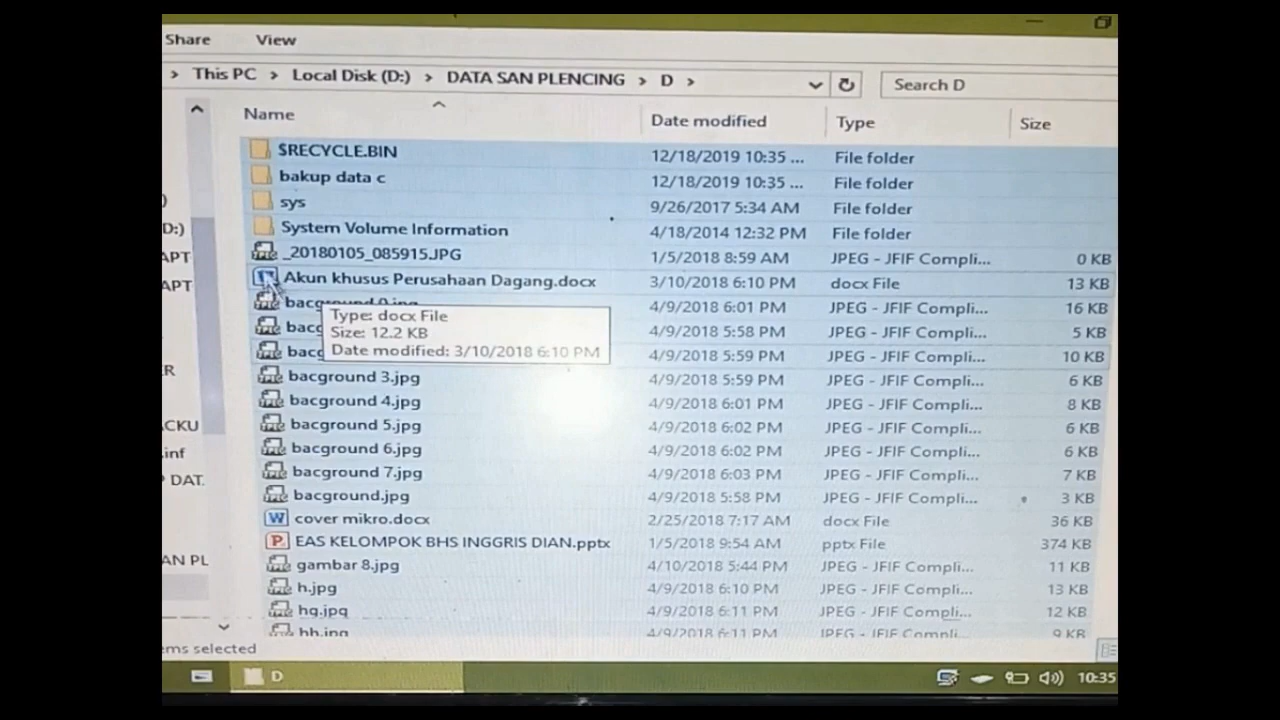 Share View
This PC > Local Disk (D:) > DATA SAN PLENCING > D > Search D
Name Date modified Type Size
$RECYCLE.BIN 12/18/2019 10:35 ... File folder
bakup data c 12/18/2019 10:35 ... File folder
sys 9/26/2017 5:34 AM File folder
D:) System Volume Information 4/18/2014 12:32 PM File folder
APT _20180105_085915.JPG 1/5/2018 8:59 AM JPEG - JFIF Compli... 0 KB
APT Akun khusus Perusahaan Dagang.docx 3/10/2018 6:10 PM docx File 13 KB
bacground 0.jpg 4/9/2018 6:01 PM JPEG - JFIF Compli... 16 KB
Type: docx File
bacg 4/9/2018 5:58 PM JPEG - JFIF Compli... 5 KB
Size: 12.2 KB
bacg 4/9/2018 5:59 PM JPEG - JFIF Compli... 10 KB
Date modified: 3/10/2018 6:10 PM
R bacground 3.jpg 4/9/2018 5:59 PM JPEG - JFIF Compli... 6 KB
bacground 4.jpg 4/9/2018 6:01 PM JPEG - JFIF Compli... 8 KB
ACKU bacground 5.jpg 4/9/2018 6:02 PM JPEG - JFIF Compli... 6 KB
.inf bacground 6.jpg 4/9/2018 6:02 PM JPEG - JFIF Compli... 6 KB
DAT. bacground 7.jpg 4/9/2018 6:03 PM JPEG - JFIF Compli... 7 KB
bacground.jpg 4/9/2018 5:58 PM JPEG - JFIF Compli... 3 KB
cover mikro.docx 2/25/2018 7:17 AM docx File 36 KB
EAS KELOMPOK BHS INGGRIS DIAN.pptx 1/5/2018 9:54 AM pptx File 374 KB
AN PL gambar 8.jpg 4/10/2018 5:44 PM JPEG - JFIF Compli... 11 KB
h.jpg 4/9/2018 6:10 PM JPEG - JFIF Compli... 13 KB
hg.jpg 4/9/2018 6:11 PM JPEG - JFIF Compli... 12 KB
hh.jpg 4/9/2018 6:11 PM JPEG - JFIF Compli... 9 KB
ems selected
D 10:35